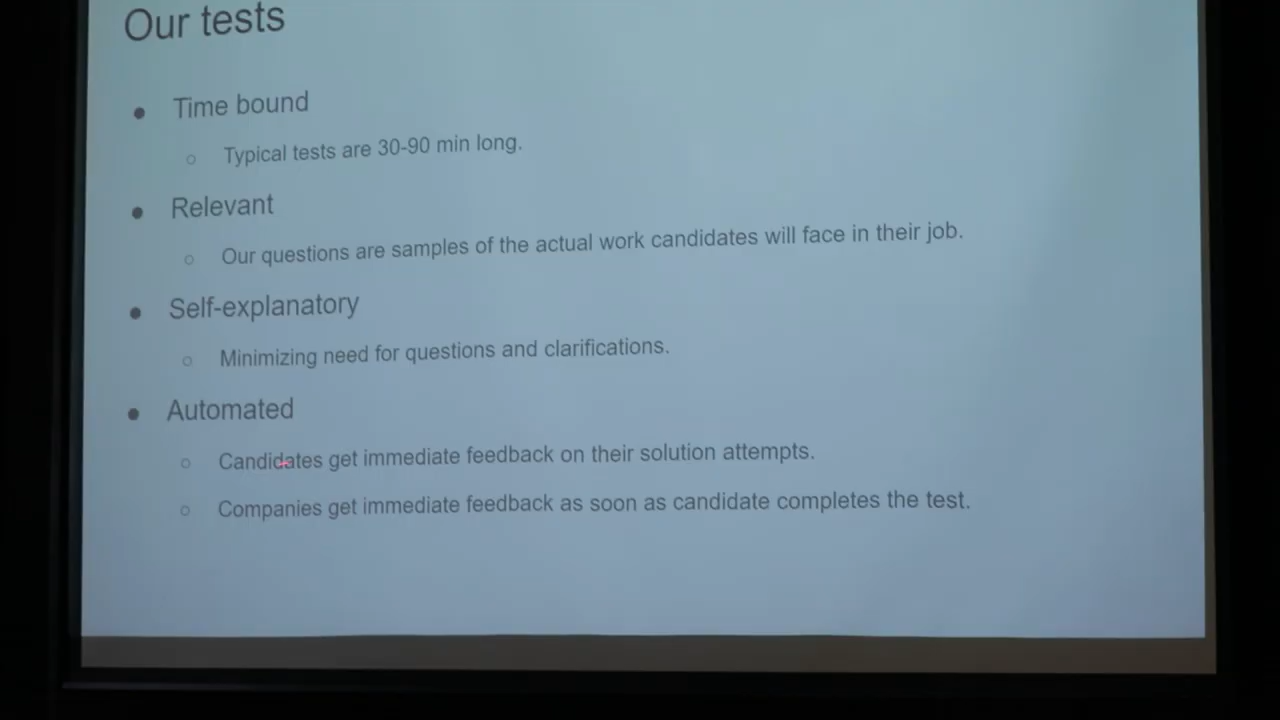 Our tests
● Time bound
○ Typical tests are 30-90 min long.
● Relevant
○ Our questions are samples of the actual work candidates will face in their job.
● Self-explanatory
○ Minimizing need for questions and clarifications.
● Automated
○ Candidates get immediate feedback on their solution attempts.
○ Companies get immediate feedback as soon as candidate completes the test.